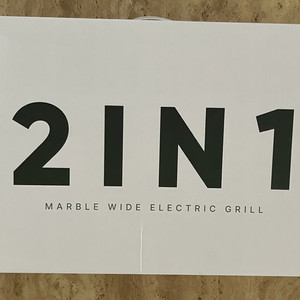 2IN1
MARBLE WIDE ELECTRIC GRILL